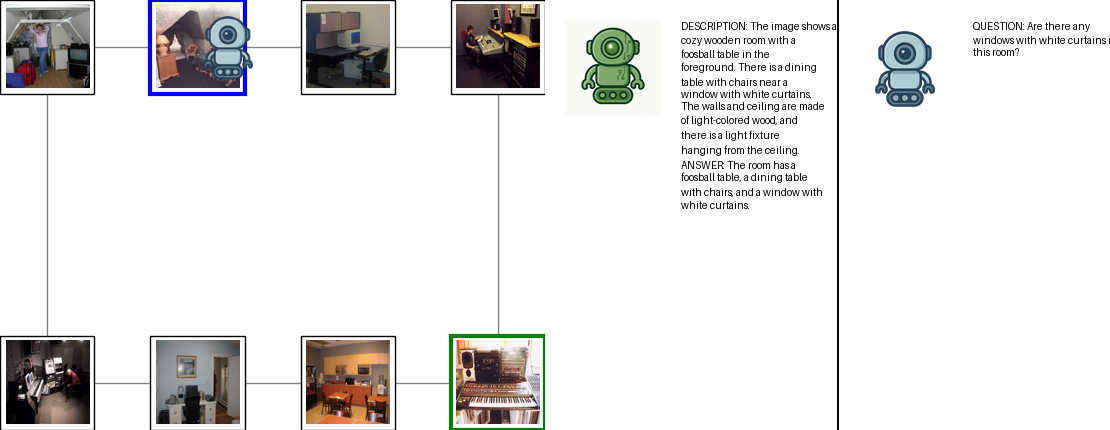 DESCRIPTION: The image shows a
cozy wooden room with a
foosball table in the
foreground. There is a dining
table with chairs near a
window with white curtains.
The walls and ceiling are made
of light-colored wood, and
there is a light fixture
hanging from the ceiling.
ANSWER: The room has a
foosball table, a dining table
with chairs, and a window with
white curtains.
QUESTION: Are there any
windows with white curtains i
this room?